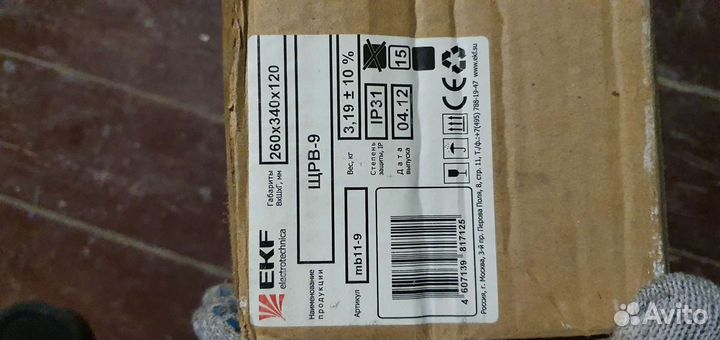 EKF
electrotechnica
Габариты
ВxШxГ, мм
260x340x120
Наименование
продукции
ЩРВ-9
Артикул
mb11-9
Вес, кг
3,19 ± 10 %
Степень
защиты, IP
IP31
Дата
выпуска
04.12
15
CE
www.ekf.su
4 607139 817125
Россия, г. Москва, 3-й пр. Перова Поля, 8, стр. 11, Т./ф.:+7(495) 788-19-47
Avito